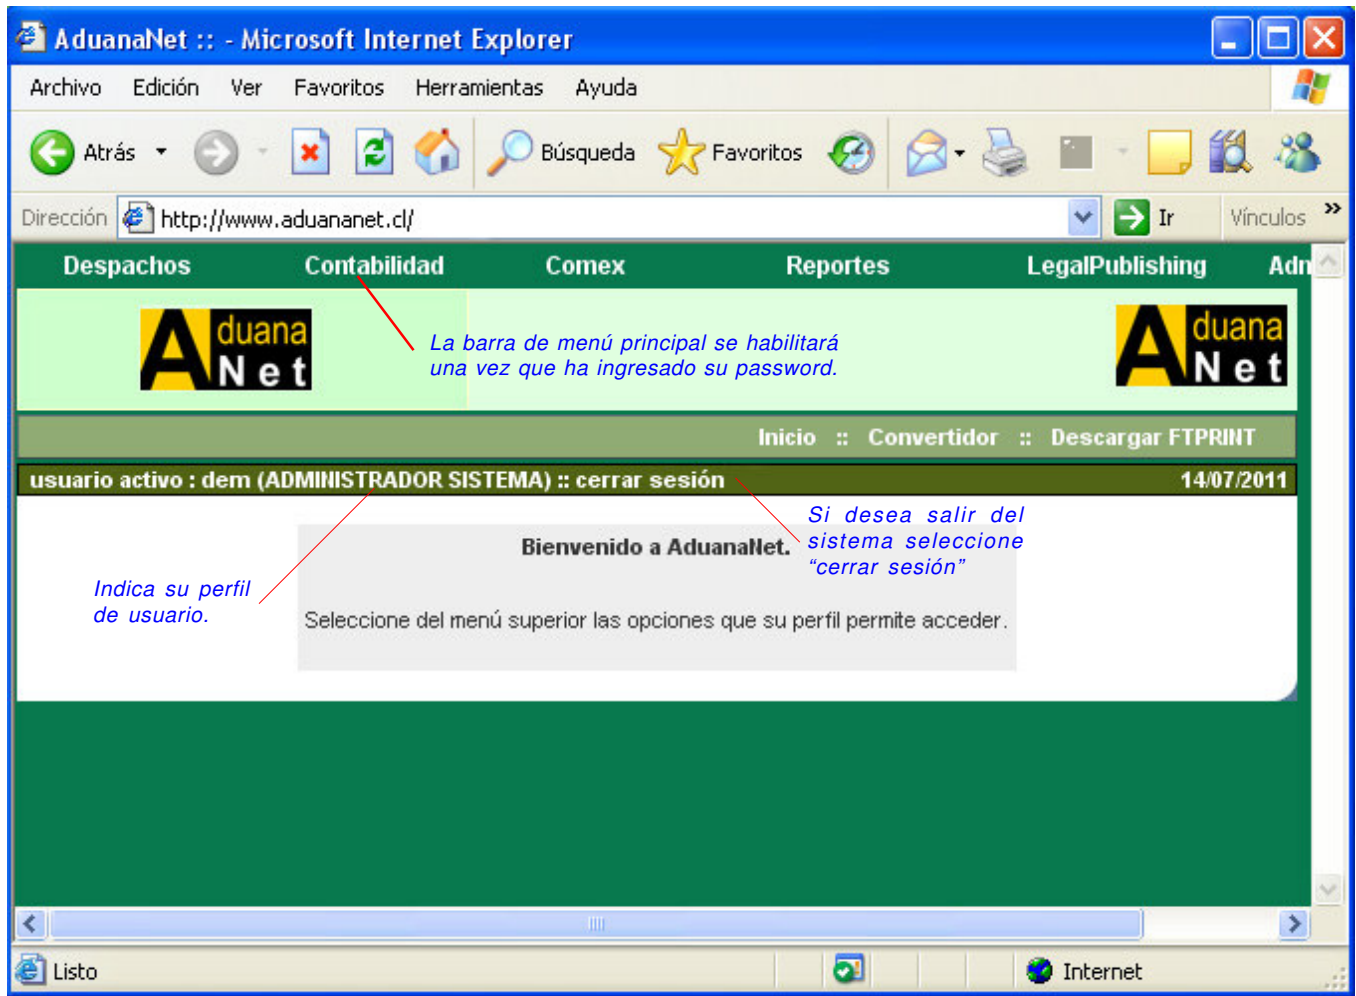 AduanaNet :: - Microsoft Internet Explorer
Archivo Edición Ver Favoritos Herramientas Ayuda
Atrás Búsqueda Favoritos
Dirección http://www.aduananet.cl/ Ir Vínculos »
Despachos Contabilidad Comex Reportes LegalPublishing Adn
Aduana
Net
Aduana
Net
La barra de menú principal se habilitará
una vez que ha ingresado su password.
Inicio :: Convertidor :: Descargar FTPRINT
usuario activo : dem (ADMINISTRADOR SISTEMA) :: cerrar sesión 14/07/2011
Si desea salir del
sistema seleccione
“cerrar sesión”
Bienvenido a AduanaNet.
Indica su perfil
de usuario.
Seleccione del menú superior las opciones que su perfil permite acceder.
Listo Internet